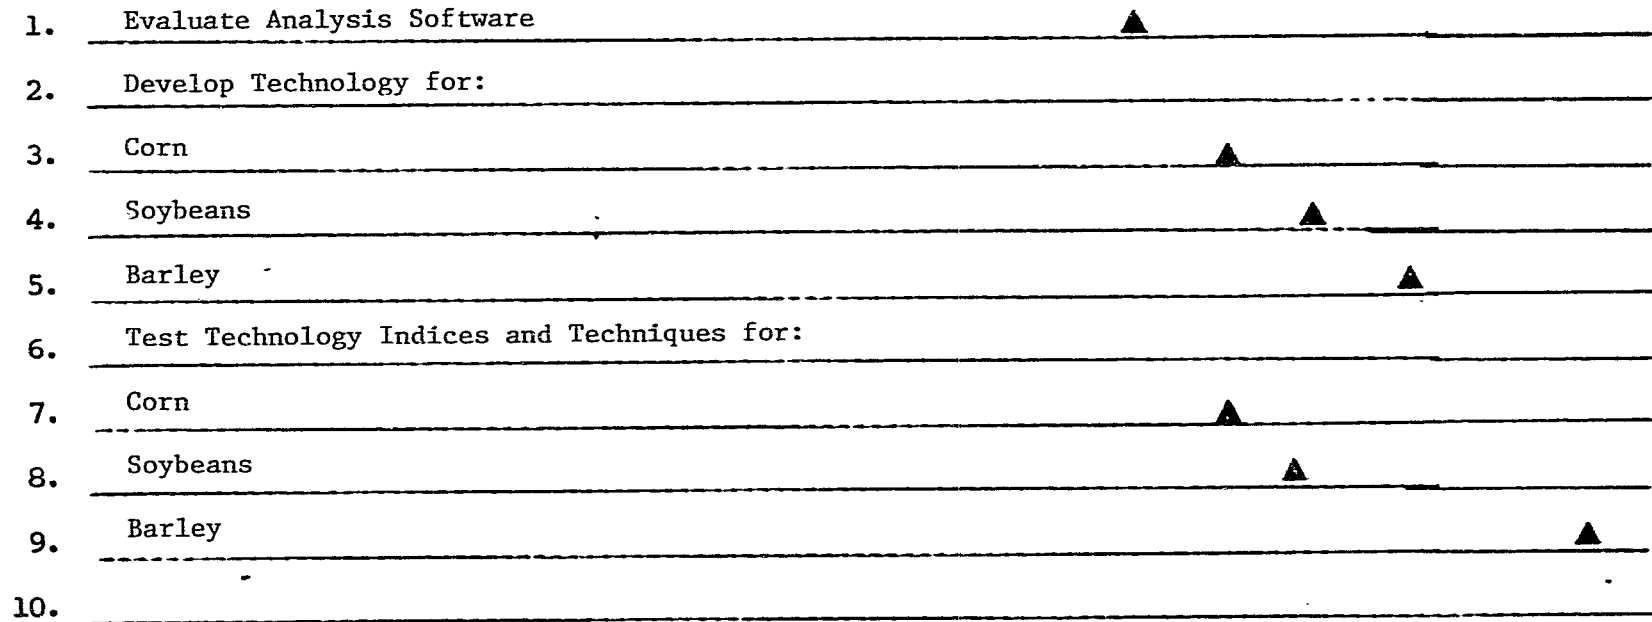 1. Evaluate Analysis Software
2. Develop Technology for:
3. Corn
4. Soybeans
5. Barley
6. Test Technology Indices and Techniques for:
7. Corn
8. Soybeans
9. Barley
10.